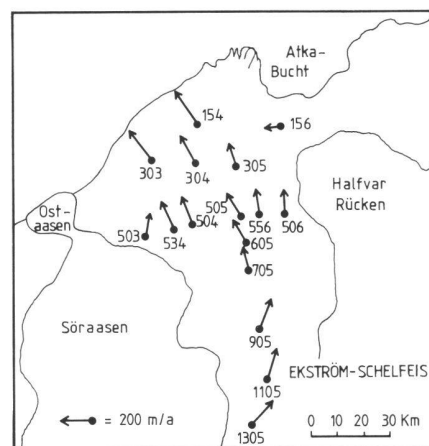 Atka-
Bucht
154
156
303
304
305
Halfvar
Rücken
Ost-
aasen
503
534
504
505
556
506
605
705
Söraasen
905
EKSTRÖM-SCHELFEIS
1105
= 200 m/a
1305
0 10 20 30 Km